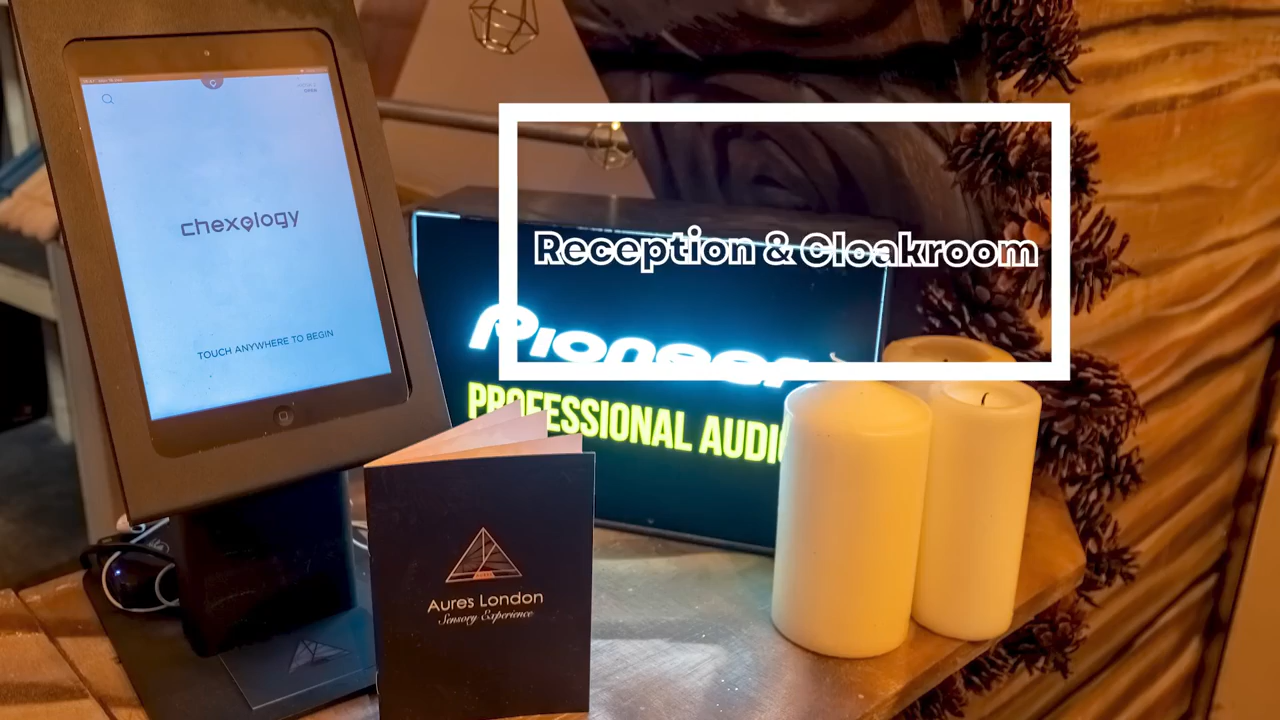 chexology
TOUCH ANYWHERE TO BEGIN
Reception & Cloakroom
Pioneer
PROFESSIONAL AUDIO
Aures London
Sensory Experience